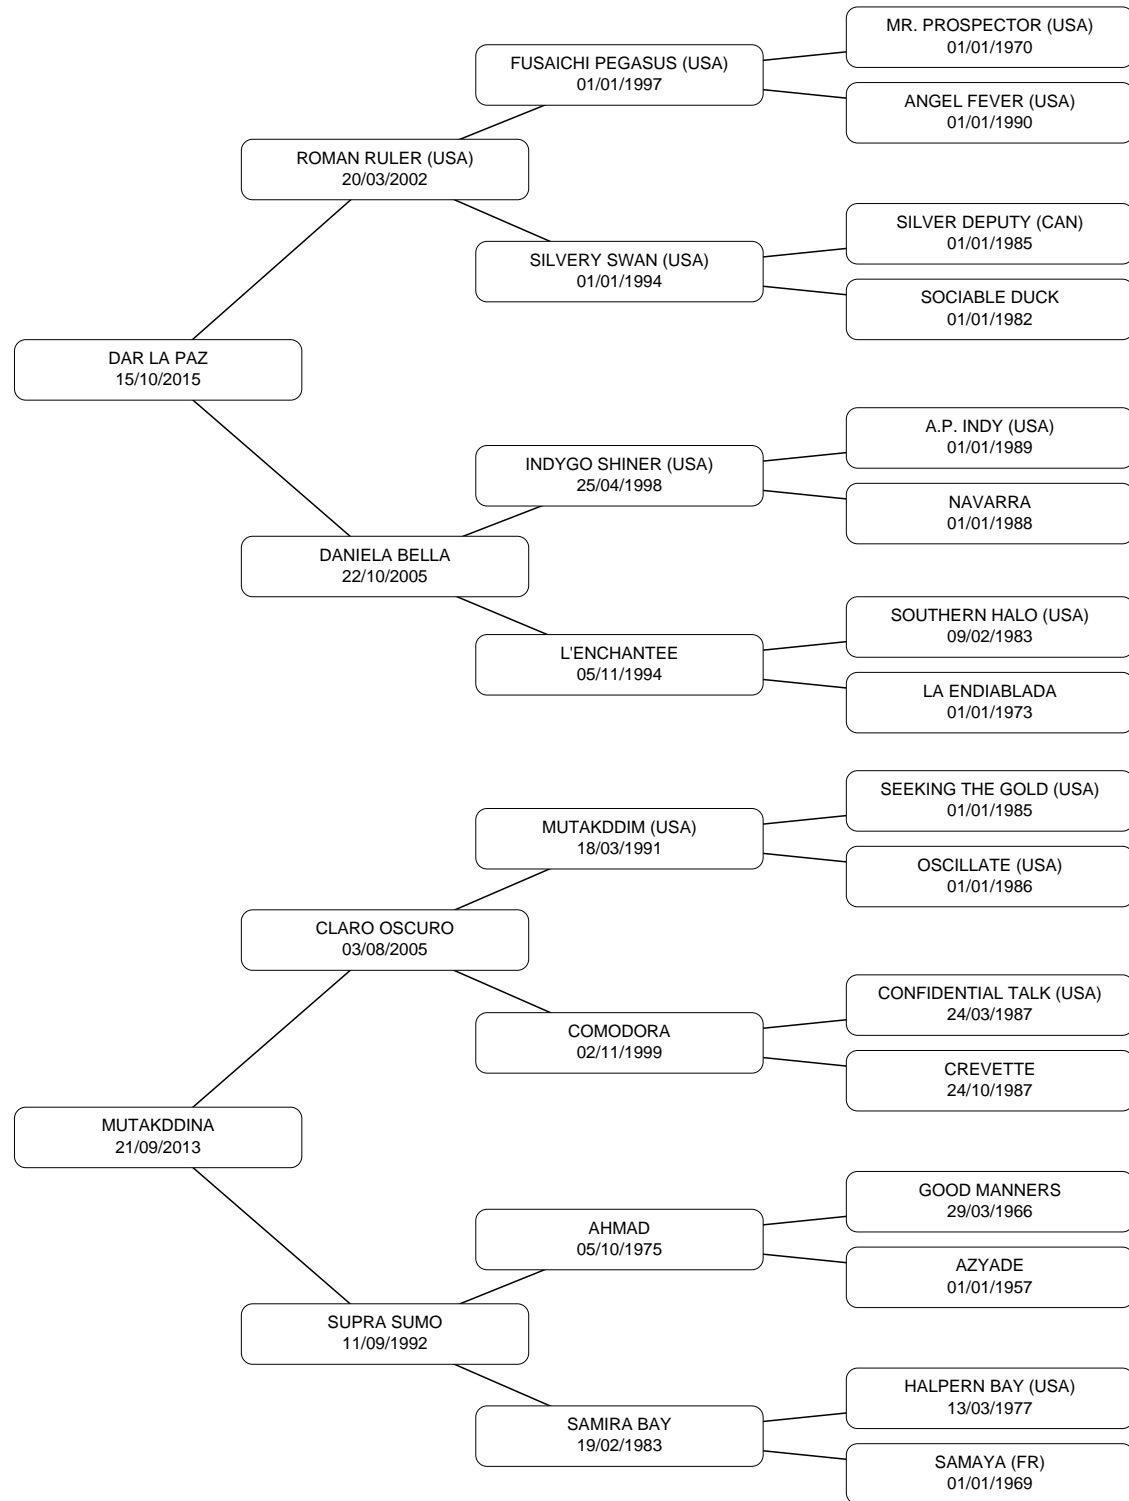 MR. PROSPECTOR (USA)
01/01/1970
FUSAICHI PEGASUS (USA)
01/01/1997
ANGEL FEVER (USA)
01/01/1990
ROMAN RULER (USA)
20/03/2002
SILVER DEPUTY (CAN)
01/01/1985
SILVERY SWAN (USA)
01/01/1994
SOCIABLE DUCK
01/01/1982
DAR LA PAZ
15/10/2015
A.P. INDY (USA)
01/01/1989
INDYGO SHINER (USA)
25/04/1998
NAVARRA
01/01/1988
DANIELA BELLA
22/10/2005
SOUTHERN HALO (USA)
09/02/1983
L'ENCHANTEE
05/11/1994
LA ENDIABLADA
01/01/1973
SEEKING THE GOLD (USA)
01/01/1985
MUTAKDDIM (USA)
18/03/1991
OSCILLATE (USA)
01/01/1986
CLARO OSCURO
03/08/2005
CONFIDENTIAL TALK (USA)
24/03/1987
COMODORA
02/11/1999
CREVETTE
24/10/1987
MUTAKDDINA
21/09/2013
GOOD MANNERS
29/03/1966
AHMAD
05/10/1975
AZYADE
01/01/1957
SUPRA SUMO
11/09/1992
HALPERN BAY (USA)
13/03/1977
SAMIRA BAY
19/02/1983
SAMAYA (FR)
01/01/1969